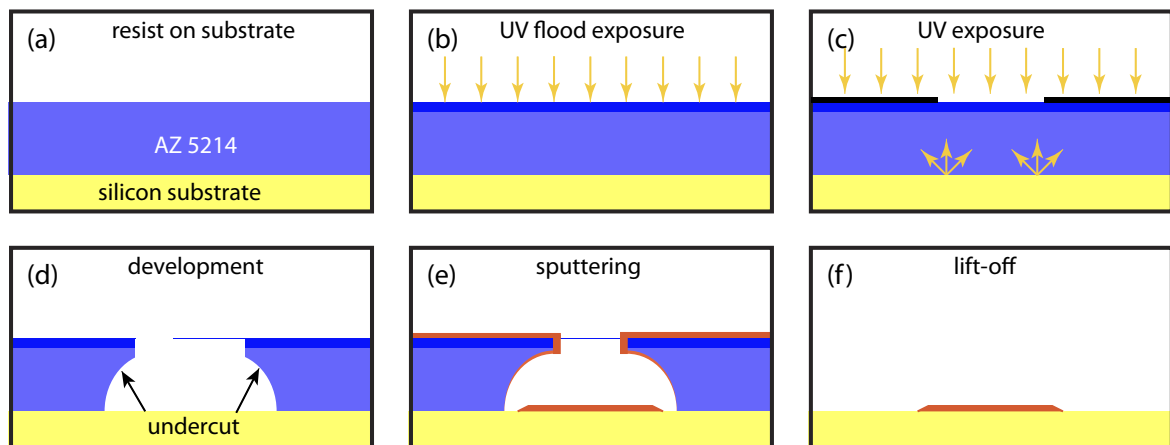 (a) resist on substrate
AZ 5214
silicon substrate
(b) UV flood exposure
(c) UV exposure
(d) development
undercut
(e) sputtering
(f) lift-off